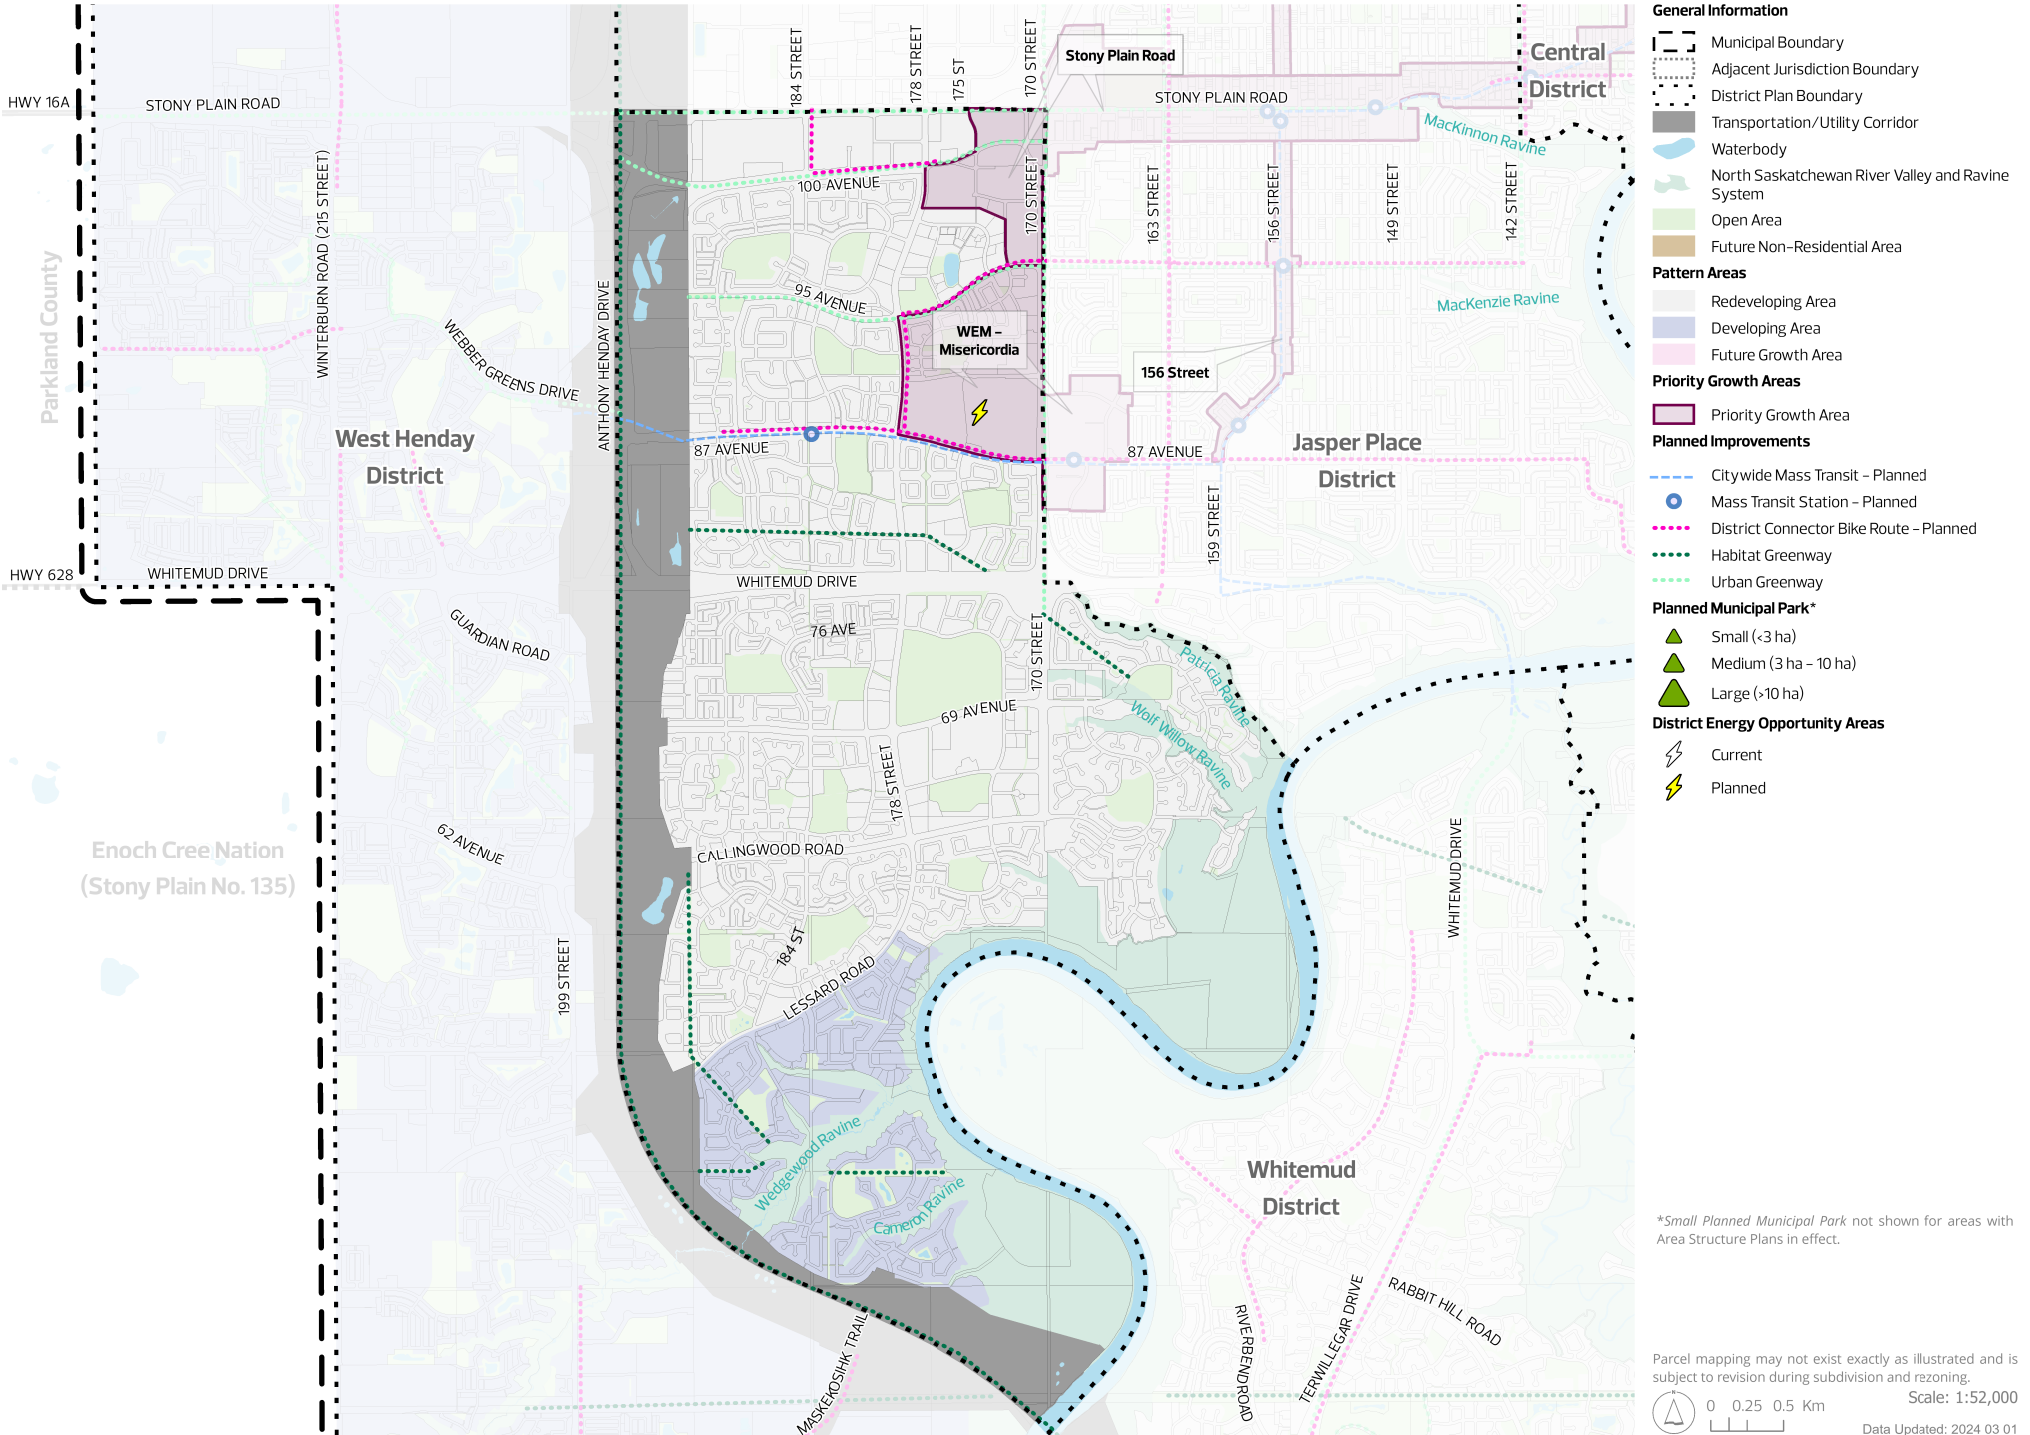 General Information
Municipal Boundary
Adjacent Jurisdiction Boundary
District Plan Boundary
Transportation/Utility Corridor
Waterbody
North Saskatchewan River Valley and Ravine
System
Open Area
Future Non-Residential Area
Pattern Areas
Redeveloping Area
Developing Area
Future Growth Area
Priority Growth Areas
Priority Growth Area
Planned Improvements
Citywide Mass Transit - Planned
Mass Transit Station - Planned
District Connector Bike Route - Planned
Habitat Greenway
Urban Greenway
Planned Municipal Park*
Small (<3 ha)
Medium (3 ha - 10 ha)
Large (>10 ha)
District Energy Opportunity Areas
Current
Planned
*Small Planned Municipal Park not shown for areas with
Area Structure Plans in effect.
Parcel mapping may not exist exactly as illustrated and is
subject to revision during subdivision and rezoning.
Scale: 1:52,000
N
0 0.25 0.5 Km
Data Updated: 2024 03 01
HWY 16A
STONY PLAIN ROAD
184 STREET
178 STREET
175 ST
170 STREET
Stony Plain Road
STONY PLAIN ROAD
Central
District
MacKinnon Ravine
100 AVENUE
170 STREET
163 STREET
156 STREET
149 STREET
142 STREET
WINTERBURN ROAD (215 STREET)
Parkland County
WEBBER GREENS DRIVE
ANTHONY HENDAY DRIVE
95 AVENUE
WEM -
Misericordia
156 Street
MacKenzie Ravine
West Henday
District
87 AVENUE
87 AVENUE
Jasper Place
District
159 STREET
HWY 628
WHITEMUD DRIVE
WHITEMUD DRIVE
GUARDIAN ROAD
76 AVE
170 STREET
Patricia Ravine
Wolf Willow Ravine
69 AVENUE
178 STREET
62 AVENUE
Enoch Cree Nation
(Stony Plain No. 135)
CALLINGWOOD ROAD
WHITEMUD DRIVE
199 STREET
184 ST
LESSARD ROAD
Wedgewood Ravine
Cameron Ravine
Whitemud
District
MASKEKOSIHK TRAIL
RIVERBEND ROAD
TERWILLEGAR DRIVE
RABBIT HILL ROAD